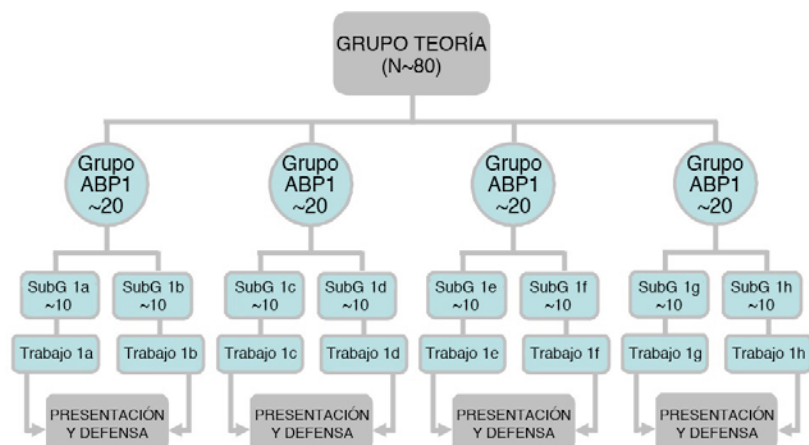 GRUPO TEORÍA
(N~80)
Grupo
ABP1
~20
Grupo
ABP1
~20
Grupo
ABP1
~20
Grupo
ABP1
~20
SubG 1a
~10
SubG 1b
~10
SubG 1c
~10
SubG 1d
~10
SubG 1e
~10
SubG 1f
~10
SubG 1g
~10
SubG 1h
~10
Trabajo 1a
Trabajo 1b
Trabajo 1c
Trabajo 1d
Trabajo 1e
Trabajo 1f
Trabajo 1g
Trabajo 1h
PRESENTACIÓN
Y DEFENSA
PRESENTACIÓN
Y DEFENSA
PRESENTACIÓN
Y DEFENSA
PRESENTACIÓN
Y DEFENSA